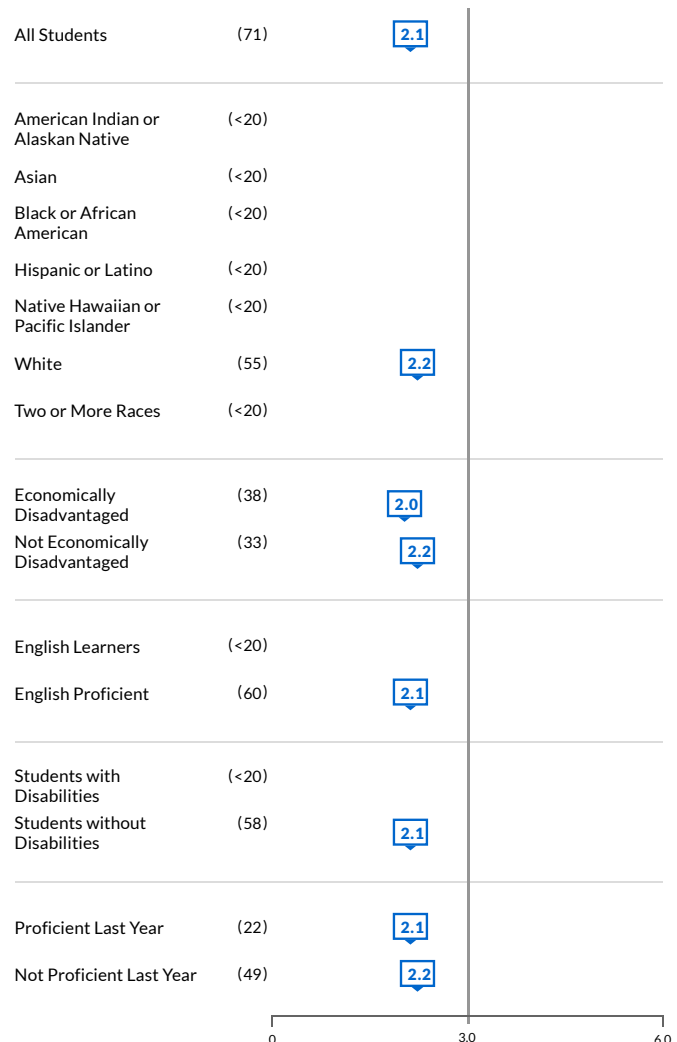 All Students (71) 2.1
American Indian or (<20)
Alaskan Native
Asian (<20)
Black or African (<20)
American
Hispanic or Latino (<20)
Native Hawaiian or (<20)
Pacific Islander
White (55) 2.2
Two or More Races (<20)
Economically (38) 2.0
Disadvantaged
Not Economically (33) 2.2
Disadvantaged
English Learners (<20)
English Proficient (60) 2.1
Students with (<20)
Disabilities
Students without (58) 2.1
Disabilities
Proficient Last Year (22) 2.1
Not Proficient Last Year (49) 2.2
0 3.0 6.0